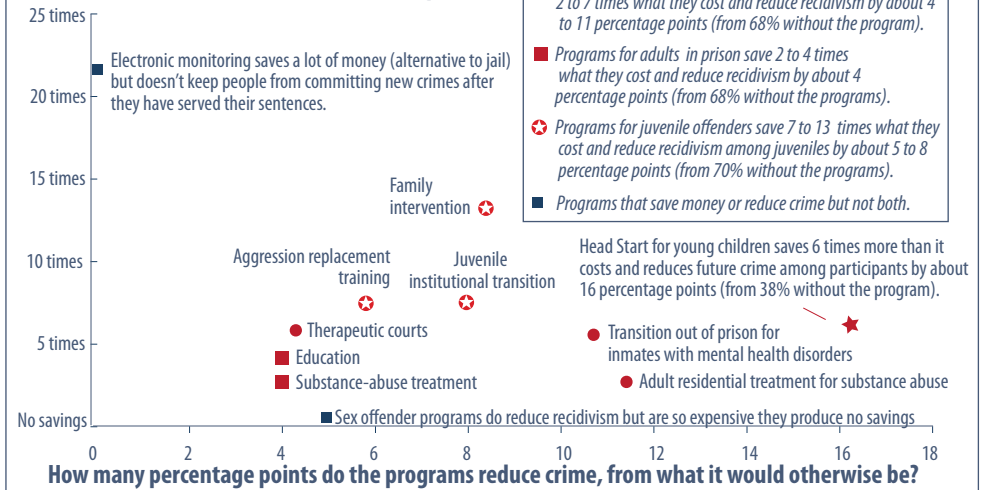 2 to 7 times what they cost and reduce recidivism by about 4
to 11 percentage points (from 68% without the program).
Programs for adults in prison save 2 to 4 times
what they cost and reduce recidivism by about 4
percentage points (from 68% without the programs).
Programs for juvenile offenders save 7 to 13 times what they
cost and reduce recidivism among juveniles by about 5 to 8
percentage points (from 70% without the programs).
Programs that save money or reduce crime but not both.
25 times
Electronic monitoring saves a lot of money (alternative to jail)
but doesn't keep people from committing new crimes after
they have served their sentences.
20 times
15 times
Family
intervention
10 times
Aggression replacement
training
Juvenile
institutional transition
Head Start for young children saves 6 times more than it
costs and reduces future crime among participants by about
16 percentage points (from 38% without the program).
5 times
Therapeutic courts
Transition out of prison for
inmates with mental health disorders
Education
Substance-abuse treatment
Adult residential treatment for substance abuse
No savings
Sex offender programs do reduce recidivism but are so expensive they produce no savings
0 2 4 6 8 10 12 14 16 18
How many percentage points do the programs reduce crime, from what it would otherwise be?